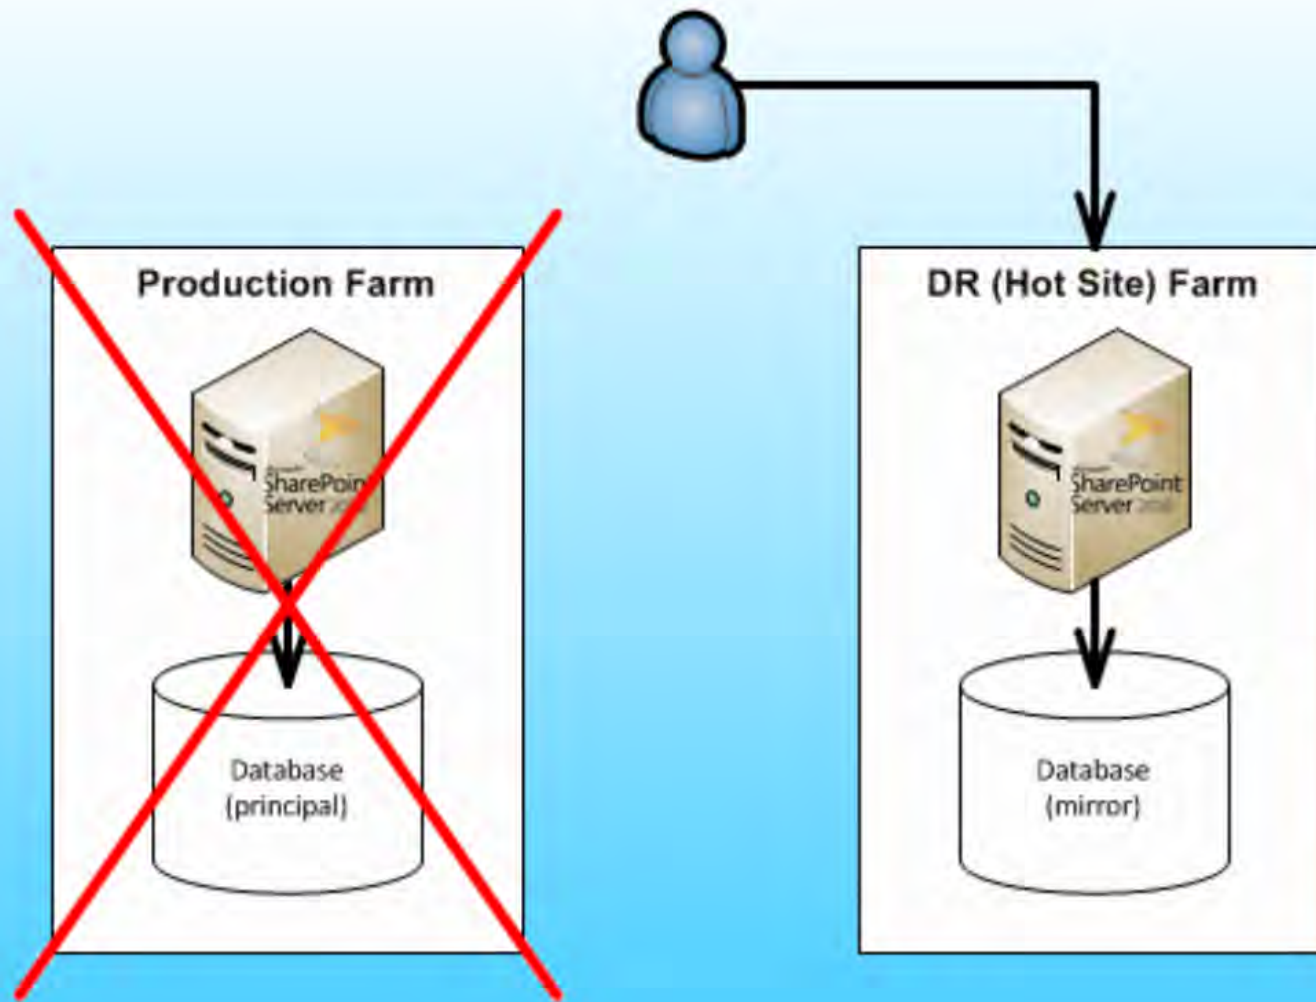 Production Farm
DR (Hot Site) Farm
SharePoint
Server
SharePoint
Server
Database
(principal)
Database
(mirror)